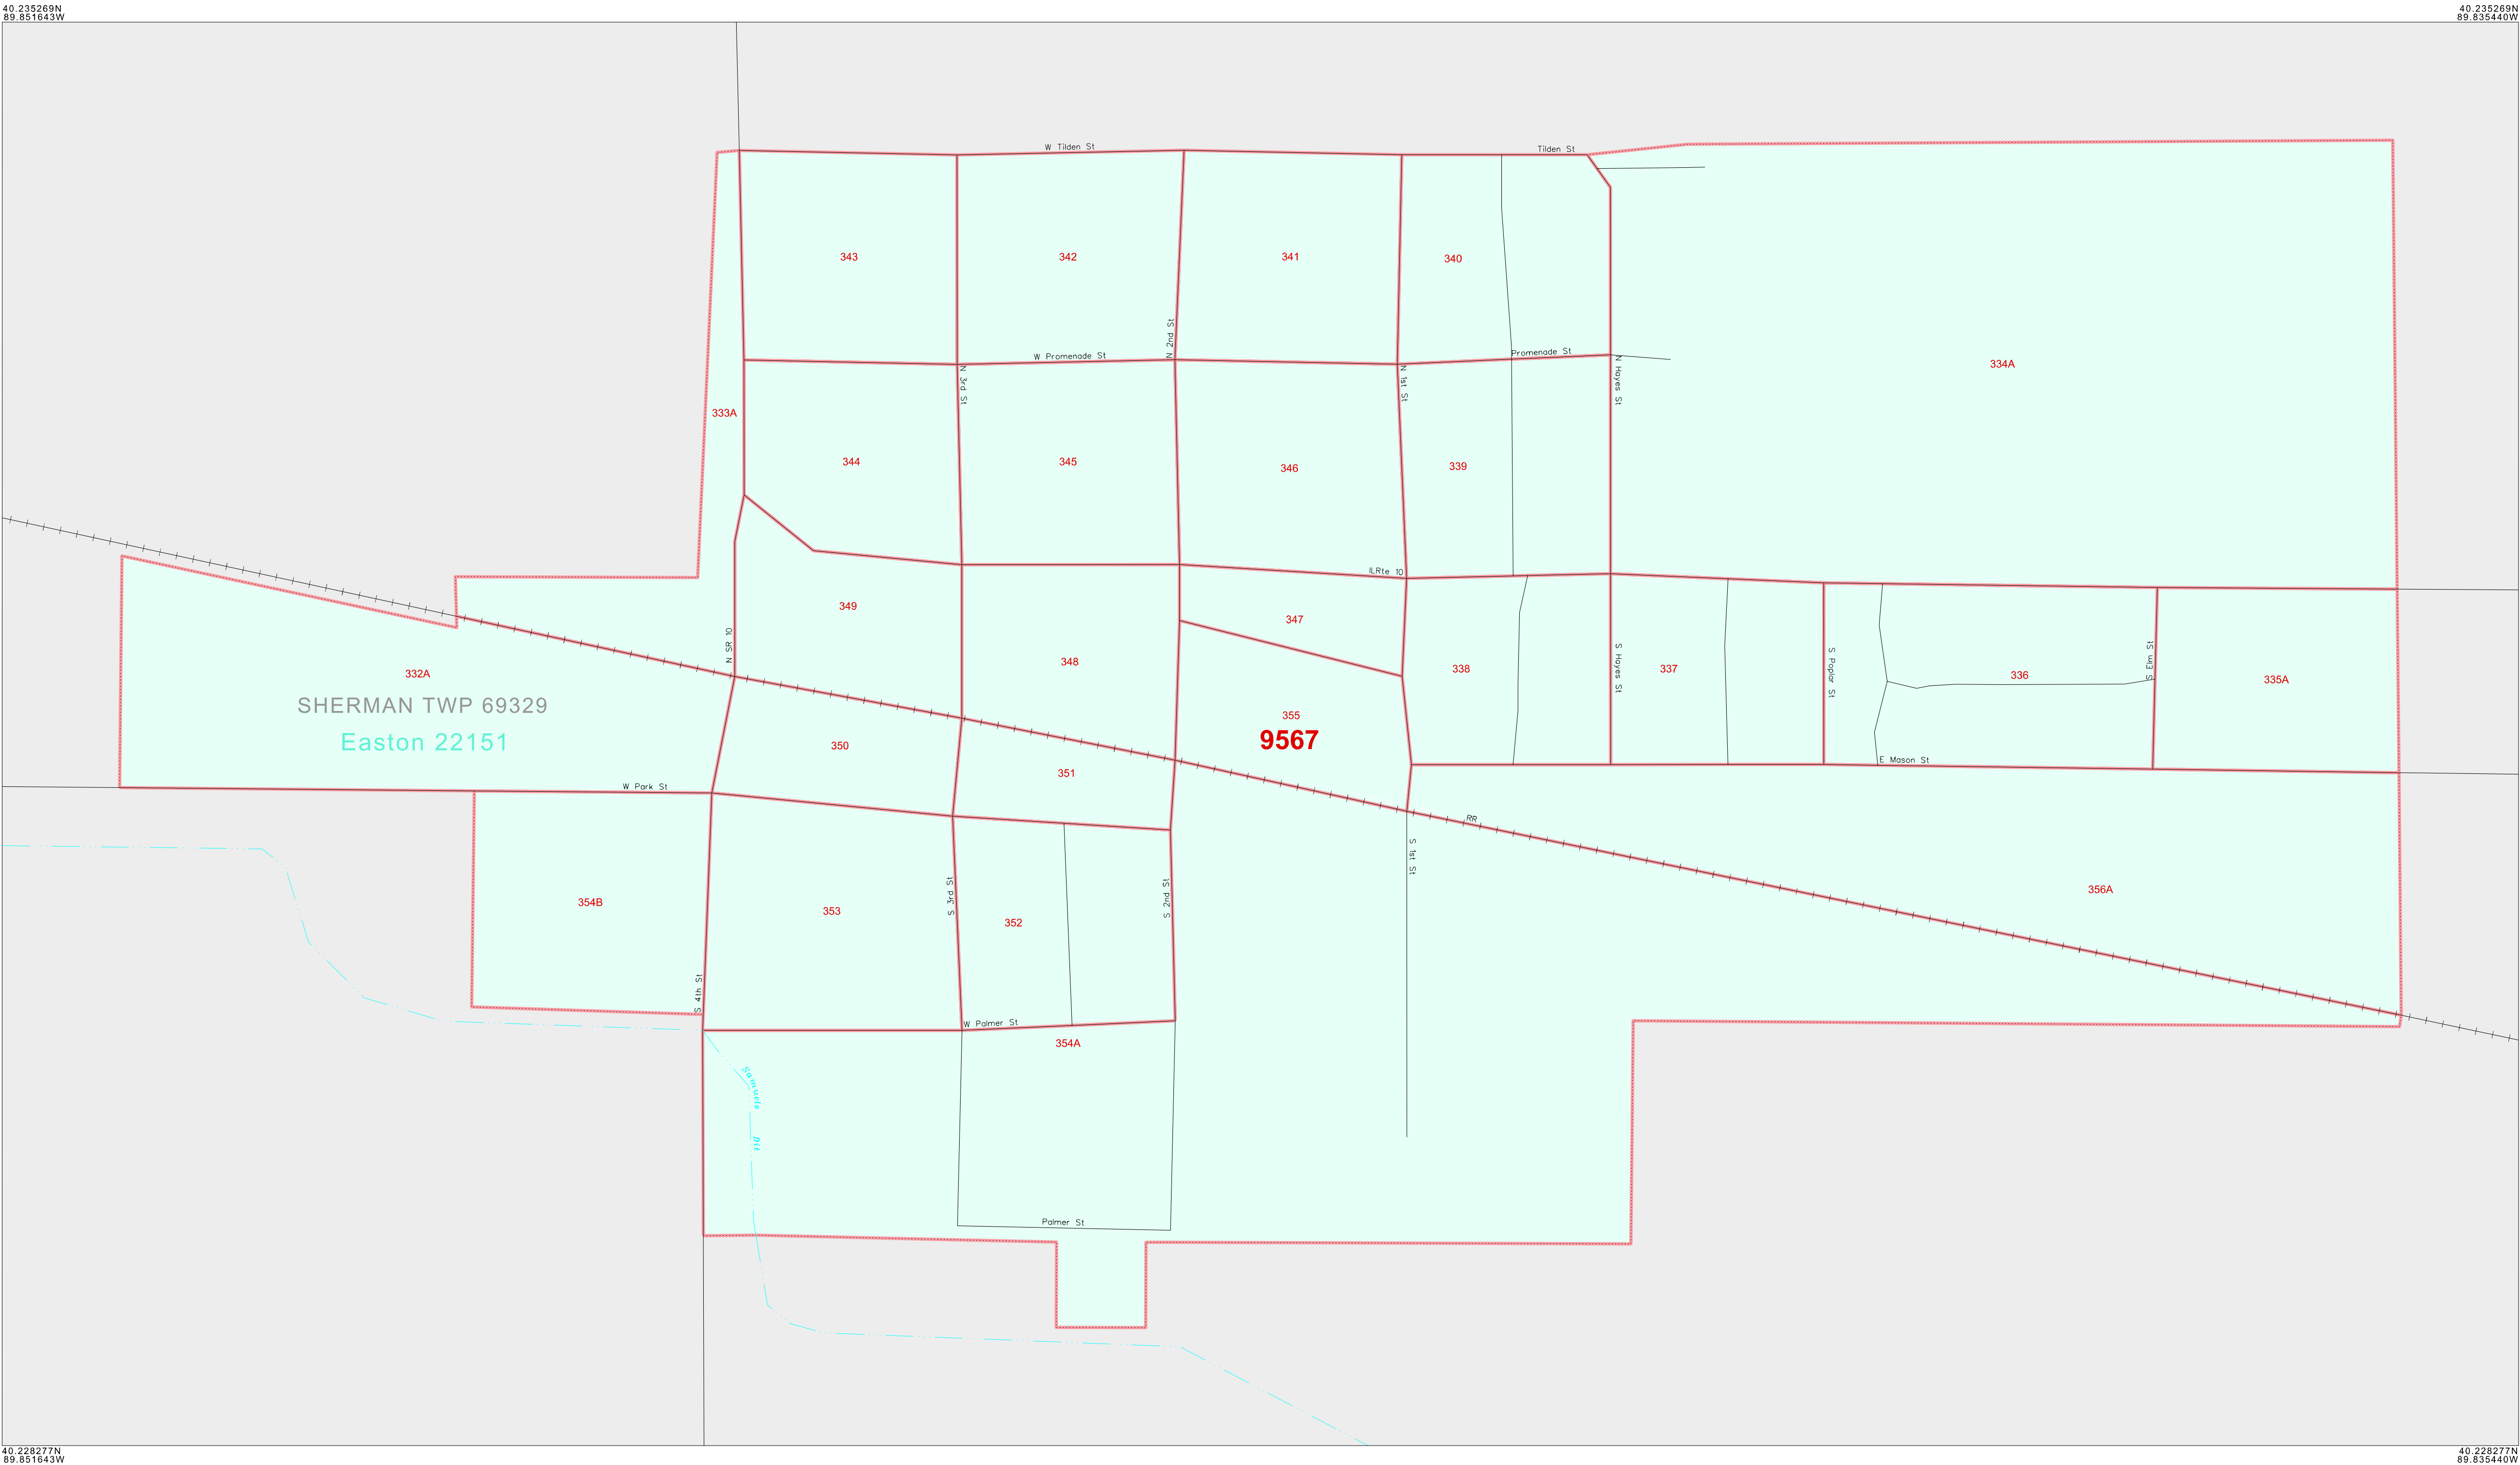 40.235269N
89.851643W
40.235269N
89.835440W
W Tilden St
Tilden St
343
342
341
340
N 2nd St
W Promenade St
Promenade St
N 3rd St
N 1st St
N Hayes St
334A
333A
344
345
346
339
ILRte 10
349
347
348
N SR 10
338
S Hayes St
337
S Poplar St
336
S Elm St
335A
332A
SHERMAN TWP 69329
Easton 22151
355
9567
350
351
E Mason St
W Park St
RR
S 1st St
356A
354B
353
S 3rd St
352
S 2nd St
S 4th St
W Palmer St
354A
Samuels Dit
Palmer St
40.228277N
89.851643W
40.228277N
89.835440W